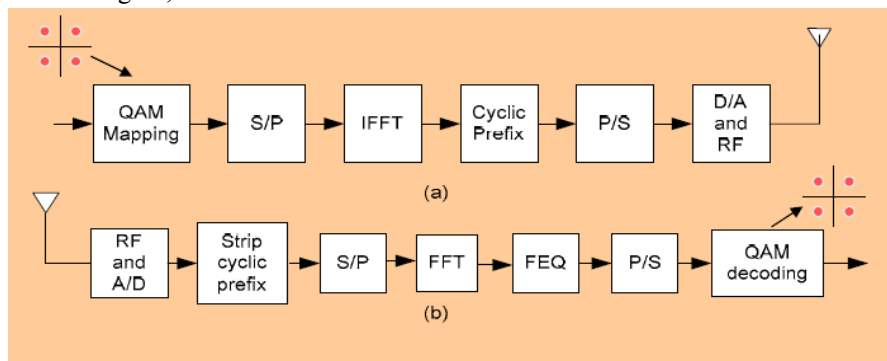 QAM
Mapping
S/P
IFFT
Cyclic
Prefix
P/S
D/A
and
RF
(a)
RF
and
A/D
Strip
cyclic
prefix
S/P
FFT
FEQ
P/S
QAM
decoding
(b)